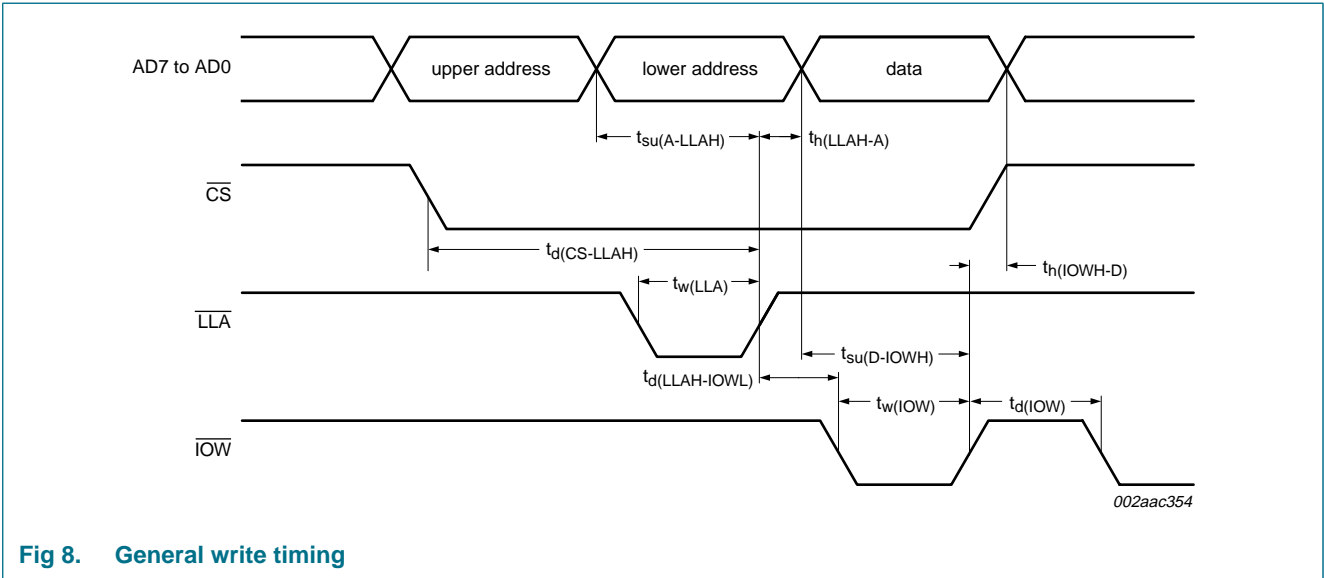 AD7 to AD0
upper address
lower address
data
tsu(A-LLAH)
th(LLAH-A)
CS
td(CS-LLAH)
th(IOWH-D)
tw(LLA)
LLA
tsu(D-IOWH)
td(LLAH-IOWL)
tw(IOW)
td(IOW)
IOW
002aac354
Fig 8. General write timing